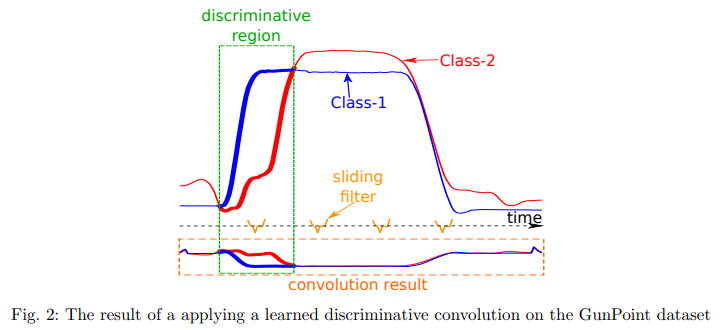 discriminative
region
Class-2
Class-1
sliding
filter
time
convolution result
Fig. 2: The result of a applying a learned discriminative convolution on the GunPoint dataset